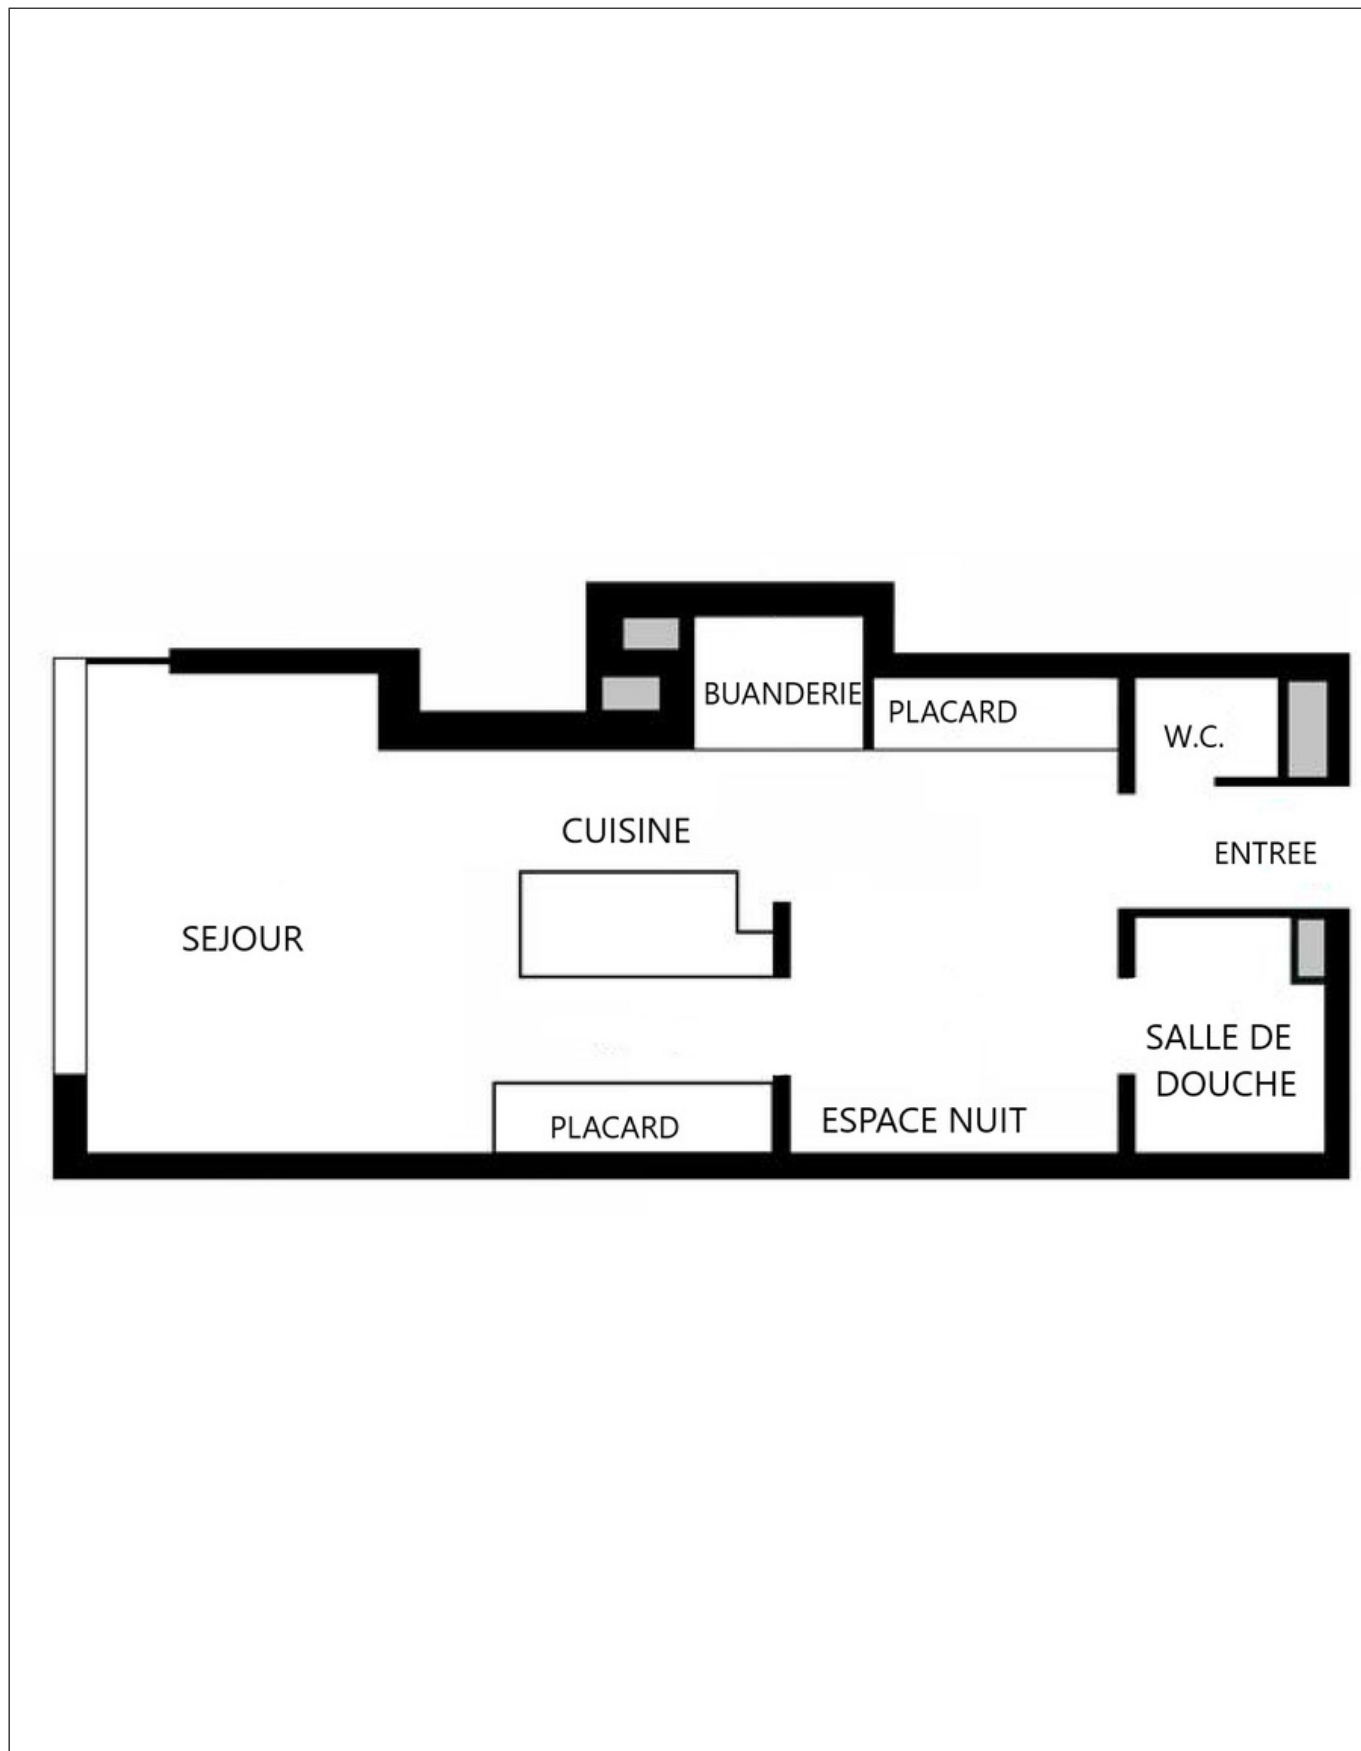 BUANDERIE
PLACARD
W.C.
CUISINE
ENTREE
SEJOUR
SALLE DE
DOUCHE
PLACARD
ESPACE NUIT